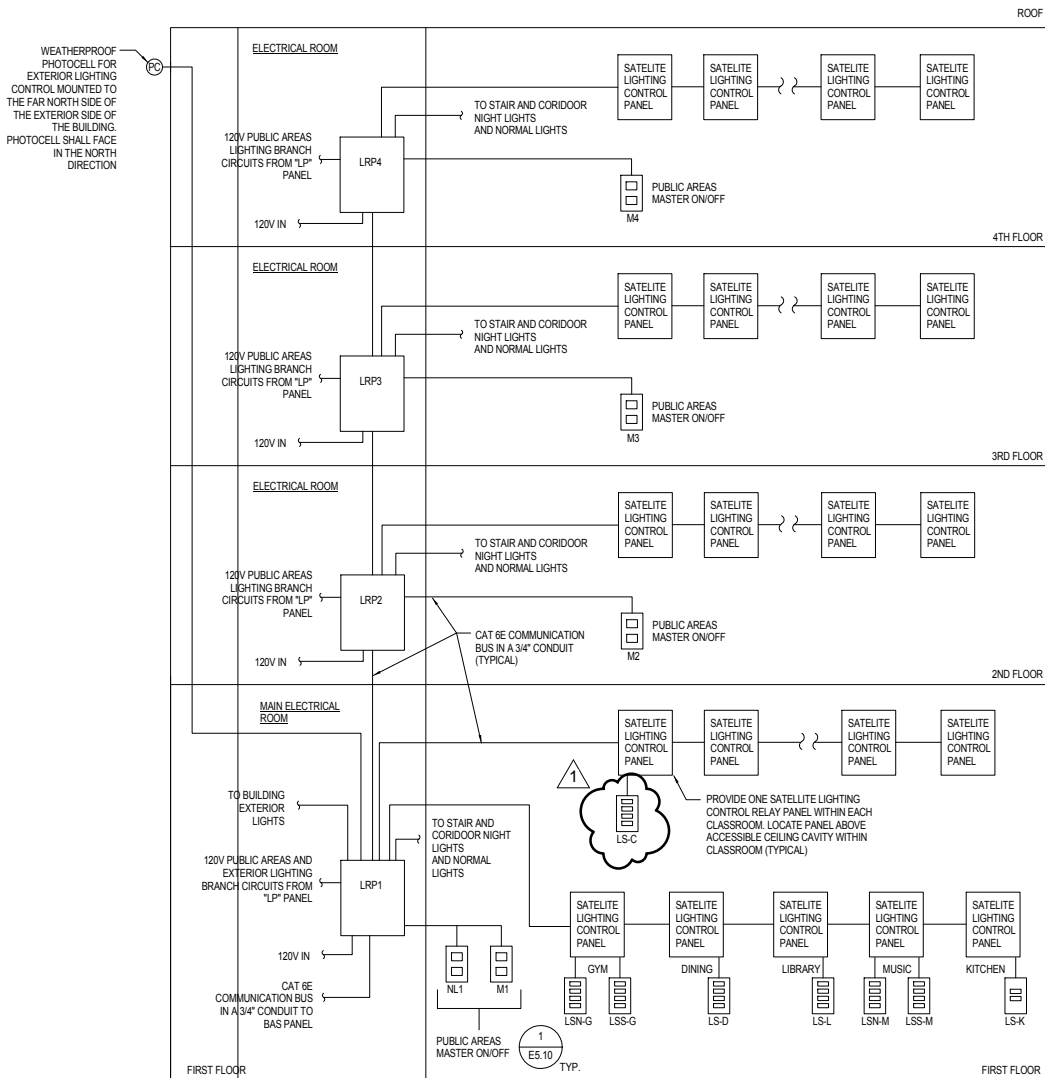 ROOF
WEATHERPROOF
PHOTOCELL FOR
EXTERIOR LIGHTING
CONTROL MOUNTED TO
THE FAR NORTH SIDE OF
THE EXTERIOR SIDE OF
THE BUILDING.
PHOTOCELL SHALL FACE
IN THE NORTH
DIRECTION
PC
ELECTRICAL ROOM
SATELITE
LIGHTING
CONTROL
PANEL
SATELITE
LIGHTING
CONTROL
PANEL
SATELITE
LIGHTING
CONTROL
PANEL
SATELITE
LIGHTING
CONTROL
PANEL
TO STAIR AND CORIDOOR
NIGHT LIGHTS
AND NORMAL LIGHTS
120V PUBLIC AREAS
LIGHTING BRANCH
CIRCUITS FROM "LP"
PANEL
LRP4
PUBLIC AREAS
MASTER ON/OFF
M4
120V IN
4TH FLOOR
ELECTRICAL ROOM
SATELITE
LIGHTING
CONTROL
PANEL
SATELITE
LIGHTING
CONTROL
PANEL
SATELITE
LIGHTING
CONTROL
PANEL
SATELITE
LIGHTING
CONTROL
PANEL
TO STAIR AND CORIDOOR
NIGHT LIGHTS
AND NORMAL LIGHTS
120V PUBLIC AREAS
LIGHTING BRANCH
CIRCUITS FROM "LP"
PANEL
LRP3
PUBLIC AREAS
MASTER ON/OFF
M3
120V IN
3RD FLOOR
ELECTRICAL ROOM
SATELITE
LIGHTING
CONTROL
PANEL
SATELITE
LIGHTING
CONTROL
PANEL
SATELITE
LIGHTING
CONTROL
PANEL
SATELITE
LIGHTING
CONTROL
PANEL
TO STAIR AND CORIDOOR
NIGHT LIGHTS
AND NORMAL LIGHTS
120V PUBLIC AREAS
LIGHTING BRANCH
CIRCUITS FROM "LP"
PANEL
LRP2
PUBLIC AREAS
MASTER ON/OFF
M2
CAT 6E COMMUNICATION
BUS IN A 3/4" CONDUIT
(TYPICAL)
120V IN
2ND FLOOR
MAIN ELECTRICAL
ROOM
SATELITE
LIGHTING
CONTROL
PANEL
SATELITE
LIGHTING
CONTROL
PANEL
SATELITE
LIGHTING
CONTROL
PANEL
SATELITE
LIGHTING
CONTROL
PANEL
1
LS-C
PROVIDE ONE SATELLITE LIGHTING
CONTROL RELAY PANEL WITHIN EACH
CLASSROOM. LOCATE PANEL ABOVE
ACCESSIBLE CEILING CAVITY WITHIN
CLASSROOM (TYPICAL)
TO BUILDING
EXTERIOR
LIGHTS
TO STAIR AND
CORIDOOR NIGHT
LIGHTS
AND NORMAL
LIGHTS
120V PUBLIC AREAS AND
EXTERIOR LIGHTING
BRANCH CIRCUITS FROM
"LP" PANEL
LRP1
SATELITE
LIGHTING
CONTROL
PANEL
SATELITE
LIGHTING
CONTROL
PANEL
SATELITE
LIGHTING
CONTROL
PANEL
SATELITE
LIGHTING
CONTROL
PANEL
SATELITE
LIGHTING
CONTROL
PANEL
GYM
DINING
LIBRARY
MUSIC
KITCHEN
120V IN
NL1
M1
LSN-G
LSS-G
LS-D
LS-L
LSN-M
LSS-M
LS-K
CAT 6E
COMMUNICATION BUS
IN A 3/4" CONDUIT TO
BAS PANEL
PUBLIC AREAS
MASTER ON/OFF
1
E5.10
TYP.
FIRST FLOOR
FIRST FLOOR